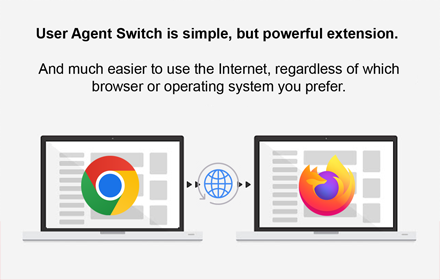 User Agent Switch is simple, but powerful extension.
And much easier to use the Internet, regardless of which
browser or operating system you prefer.